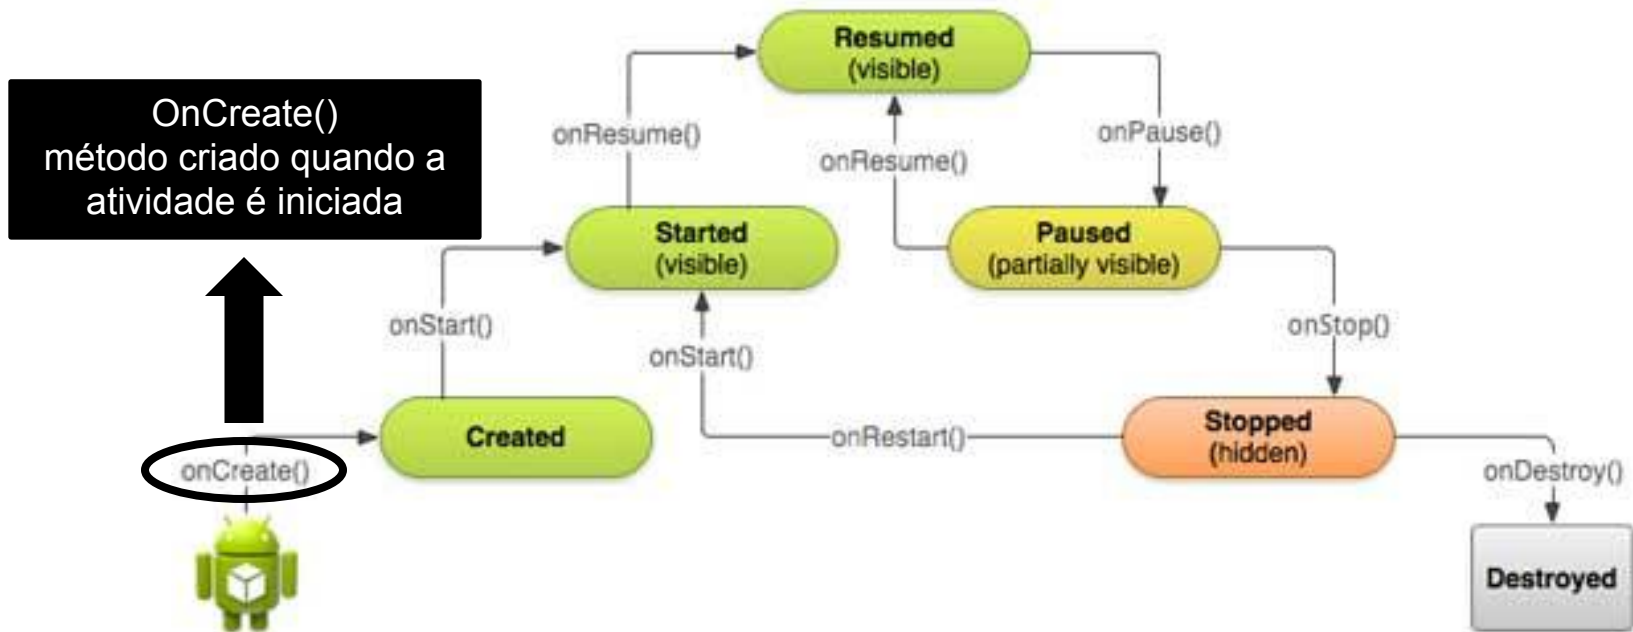 Resumed
(visible)
OnCreate()
método criado quando a
atividade é iniciada
onResume()
onResume()
onPause()
Started
(visible)
Paused
(partially visible)
onStart()
onStart()
onStop()
Created
onRestart()
Stopped
(hidden)
onCreate()
onDestroy()
Destroyed